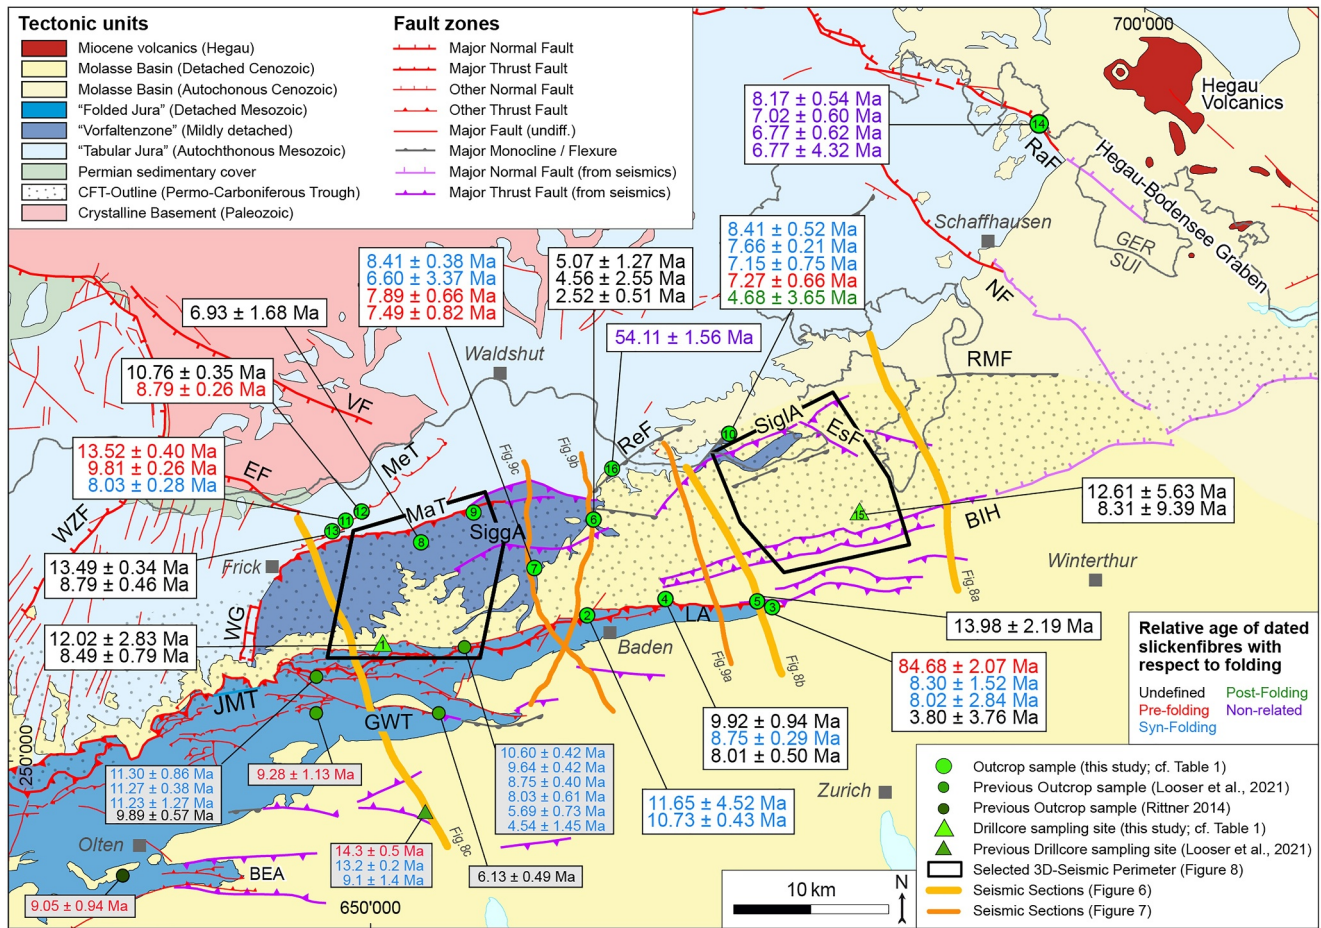 Tectonic units
Miocene volcanics (Hegau)
Molasse Basin (Detached Cenozoic)
Molasse Basin (Autochonous Cenozoic)
“Folded Jura” (Detached Mesozoic)
“Vorfaltenzone” (Mildly detached)
“Tabular Jura” (Autochthonous Mesozoic)
Permian sedimentary cover
CFT-Outline (Permo-Carboniferous Trough)
Crystalline Basement (Paleozoic)
Fault zones
Major Normal Fault
Major Thrust Fault
Other Normal Fault
Other Thrust Fault
Major Fault (undiff.)
Major Monocline / Flexure
Major Normal Fault (from seismics)
Major Thrust Fault (from seismics)
700'000
Hegau
Volcanics
8.17 ± 0.54 Ma
7.02 ± 0.60 Ma
6.77 ± 0.62 Ma
6.77 ± 4.32 Ma
14
RaF
Hegau-Bodensee Graben
Schaffhausen
GER
SUI
NF
8.41 ± 0.52 Ma
7.66 ± 0.21 Ma
7.15 ± 0.75 Ma
7.27 ± 0.66 Ma
4.68 ± 3.65 Ma
5.07 ± 1.27 Ma
4.56 ± 2.55 Ma
2.52 ± 0.51 Ma
8.41 ± 0.38 Ma
6.60 ± 3.37 Ma
7.89 ± 0.66 Ma
7.49 ± 0.82 Ma
6.93 ± 1.68 Ma
54.11 ± 1.56 Ma
Waldshut
RMF
10.76 ± 0.35 Ma
8.79 ± 0.26 Ma
VF
SiglA
EsF
10
ReF
16
MeT
Fig.9c
Fig.9b
13.52 ± 0.40 Ma
9.81 ± 0.26 Ma
8.03 ± 0.28 Ma
EF
WZF
12
11
13
MaT
9
SiggA
8
6
7
15
BIH
12.61 ± 5.63 Ma
8.31 ± 9.39 Ma
13.49 ± 0.34 Ma
8.79 ± 0.46 Ma
Frick
Winterthur
Fig.8a
WG
4
5
3
2
LA
13.98 ± 2.19 Ma
12.02 ± 2.83 Ma
8.49 ± 0.79 Ma
1
Baden
Fig.9a
Fig.8b
84.68 ± 2.07 Ma
8.30 ± 1.52 Ma
8.02 ± 2.84 Ma
3.80 ± 3.76 Ma
JMT
GWT
9.92 ± 0.94 Ma
8.75 ± 0.29 Ma
8.01 ± 0.50 Ma
250'000
11.30 ± 0.86 Ma
11.27 ± 0.38 Ma
11.23 ± 1.27 Ma
9.89 ± 0.57 Ma
9.28 ± 1.13 Ma
10.60 ± 0.42 Ma
9.64 ± 0.42 Ma
8.75 ± 0.40 Ma
8.03 ± 0.61 Ma
5.69 ± 0.73 Ma
4.54 ± 1.45 Ma
11.65 ± 4.52 Ma
10.73 ± 0.43 Ma
Zurich
Olten
Fig.8c
14.3 ± 0.5 Ma
13.2 ± 0.2 Ma
9.1 ± 1.4 Ma
6.13 ± 0.49 Ma
BEA
9.05 ± 0.94 Ma
650'000
10 km
N
Relative age of dated
slickenfibres with
respect to folding
Undefined
Post-Folding
Pre-folding
Non-related
Syn-Folding
Outcrop sample (this study; cf. Table 1)
Previous Outcrop sample (Looser et al., 2021)
Previous Outcrop sample (Rittner 2014)
Drillcore sampling site (this study; cf. Table 1)
Previous Drillcore sampling site (Looser et al., 2021)
Selected 3D-Seismic Perimeter (Figure 8)
Seismic Sections (Figure 6)
Seismic Sections (Figure 7)